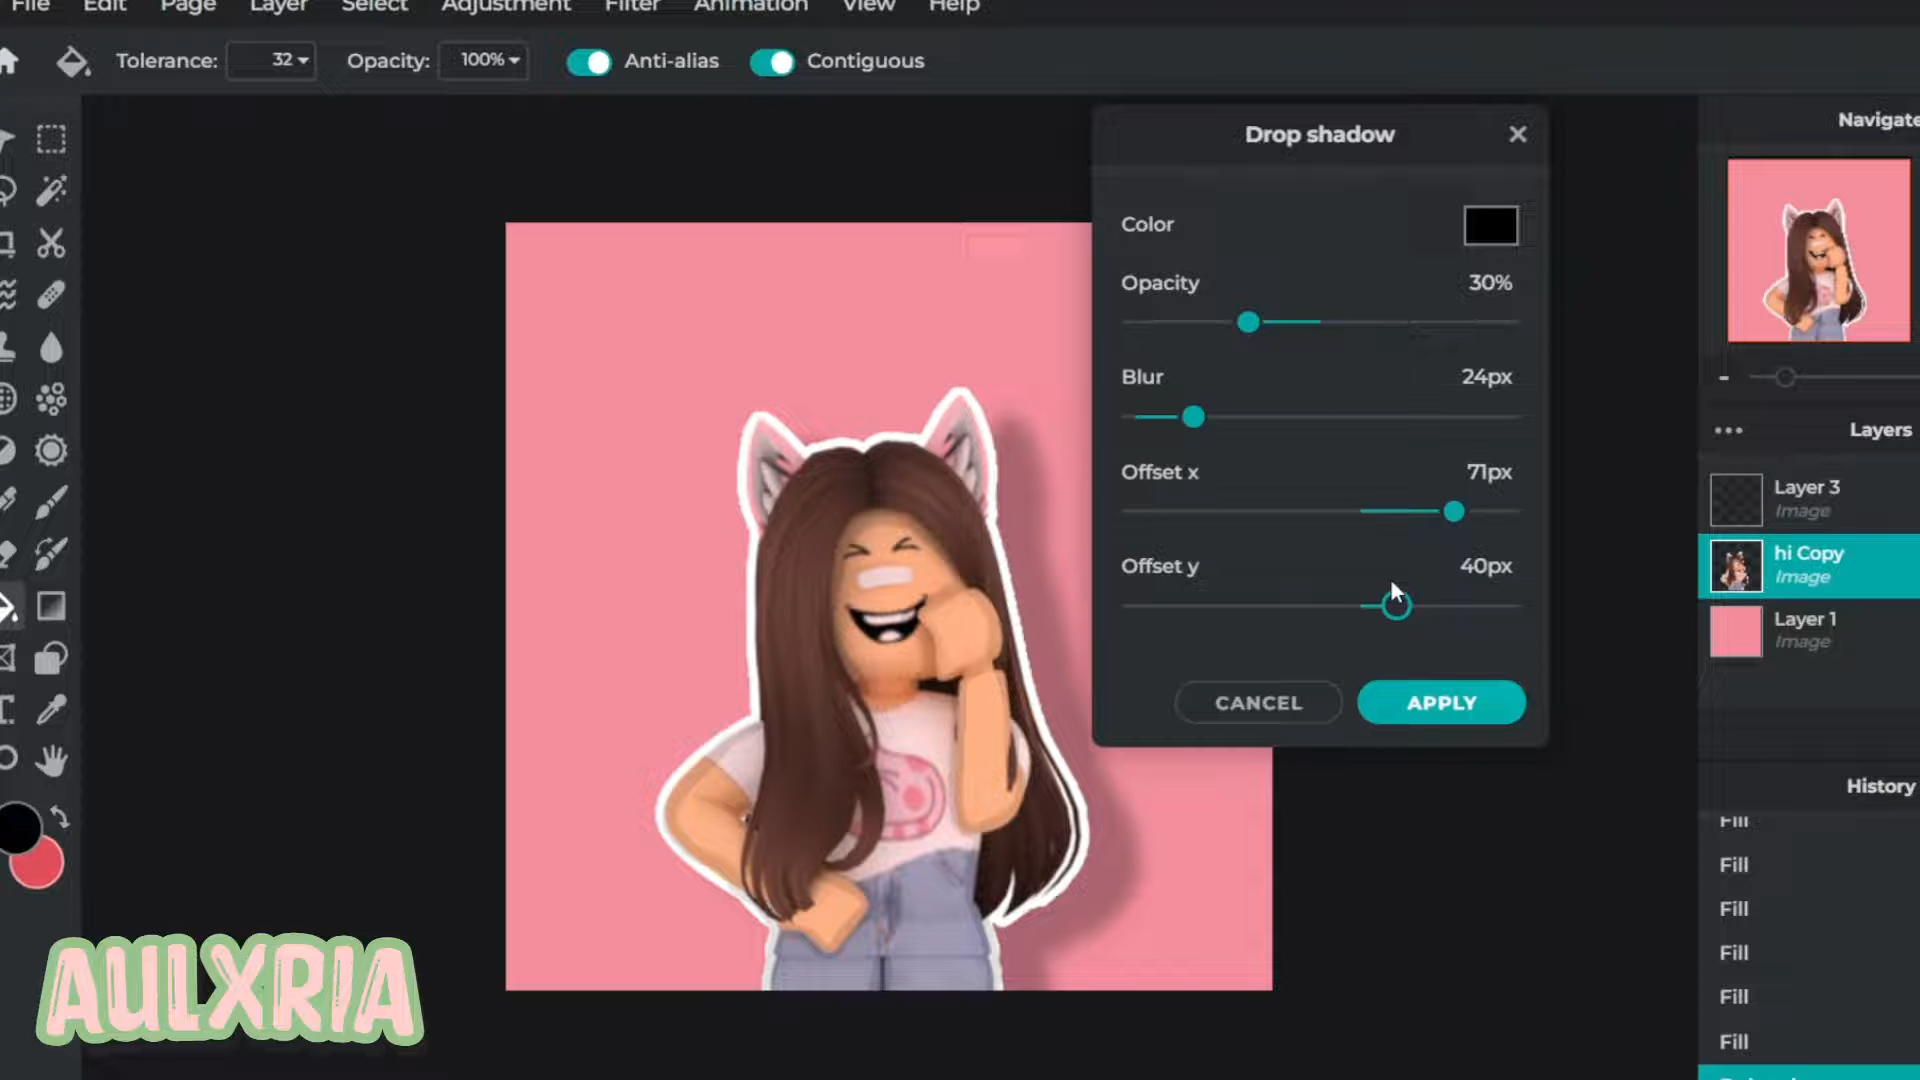 File Edit Page Layer Select Adjustment Filter Animation View Help
Tolerance: 32 Opacity: 100% Anti-alias Contiguous
Drop shadow
Color
Opacity 30%
Blur 24px
Offset x 71px
Offset y 40px
CANCEL APPLY
Navigate
Layers
Layer 3
Image
hi Copy
Image
Layer 1
Image
History
Fill
Fill
Fill
Fill
Fill
Fill
AULXRIA